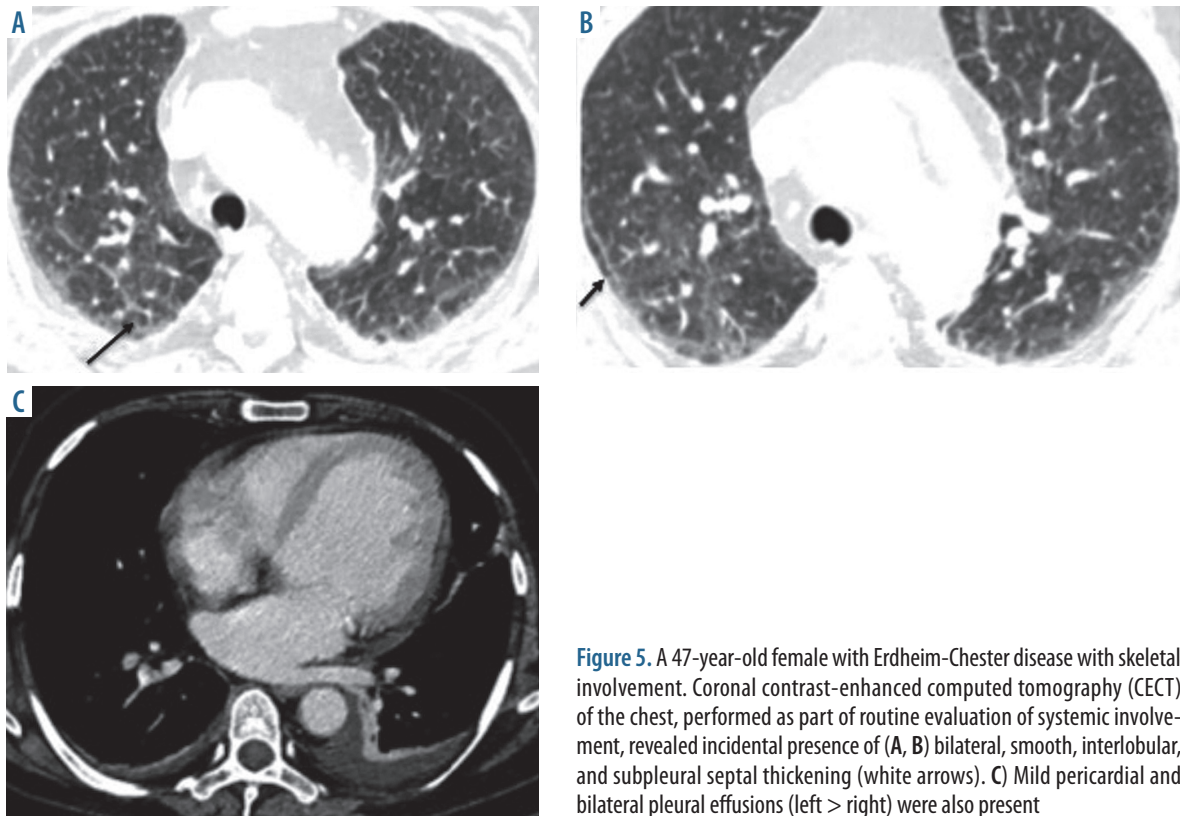 A
B
C
Figure 5. A 47-year-old female with Erdheim-Chester disease with skeletal
involvement. Coronal contrast-enhanced computed tomography (CECT)
of the chest, performed as part of routine evaluation of systemic involve-
ment, revealed incidental presence of (A, B) bilateral, smooth, interlobular,
and subpleural septal thickening (white arrows). C) Mild pericardial and
bilateral pleural effusions (left > right) were also present